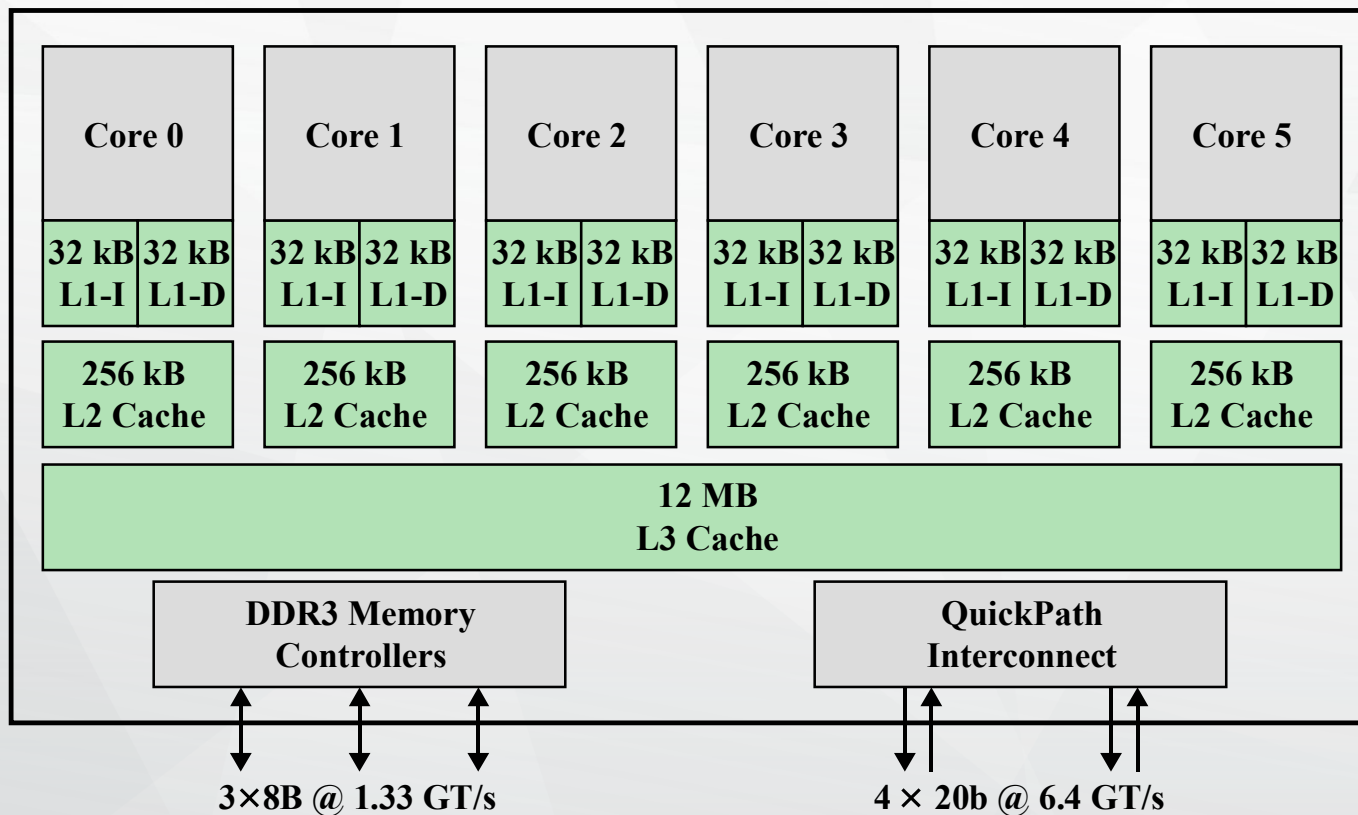 Core 0
Core 1
Core 2
Core 3
Core 4
Core 5
32 kB
L1-I
32 kB
L1-D
32 kB
L1-I
32 kB
L1-D
32 kB
L1-I
32 kB
L1-D
32 kB
L1-I
32 kB
L1-D
32 kB
L1-I
32 kB
L1-D
32 kB
L1-I
32 kB
L1-D
256 kB
L2 Cache
256 kB
L2 Cache
256 kB
L2 Cache
256 kB
L2 Cache
256 kB
L2 Cache
256 kB
L2 Cache
12 MB
L3 Cache
DDR3 Memory
Controllers
QuickPath
Interconnect
3×8B @ 1.33 GT/s
4 × 20b @ 6.4 GT/s